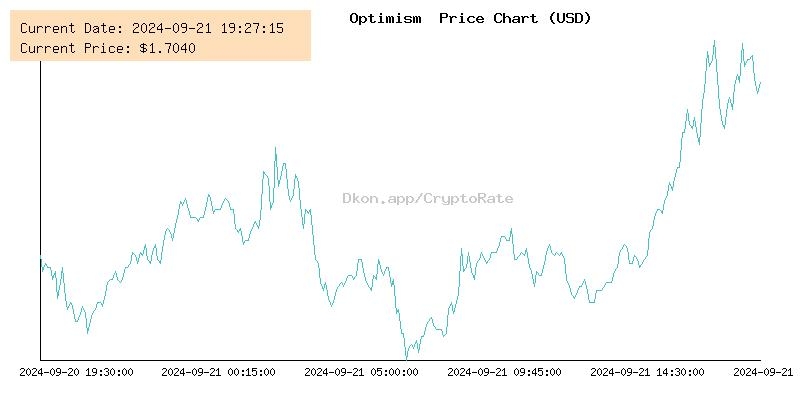 Optimism Price Chart (USD)
Current Date: 2024-09-21 19:27:15
Current Price: $1.7040
Dkon.app/CryptoRate
2024-09-20 19:30:00 2024-09-21 00:15:00 2024-09-21 05:00:00 2024-09-21 09:45:00 2024-09-21 14:30:00 2024-09-21